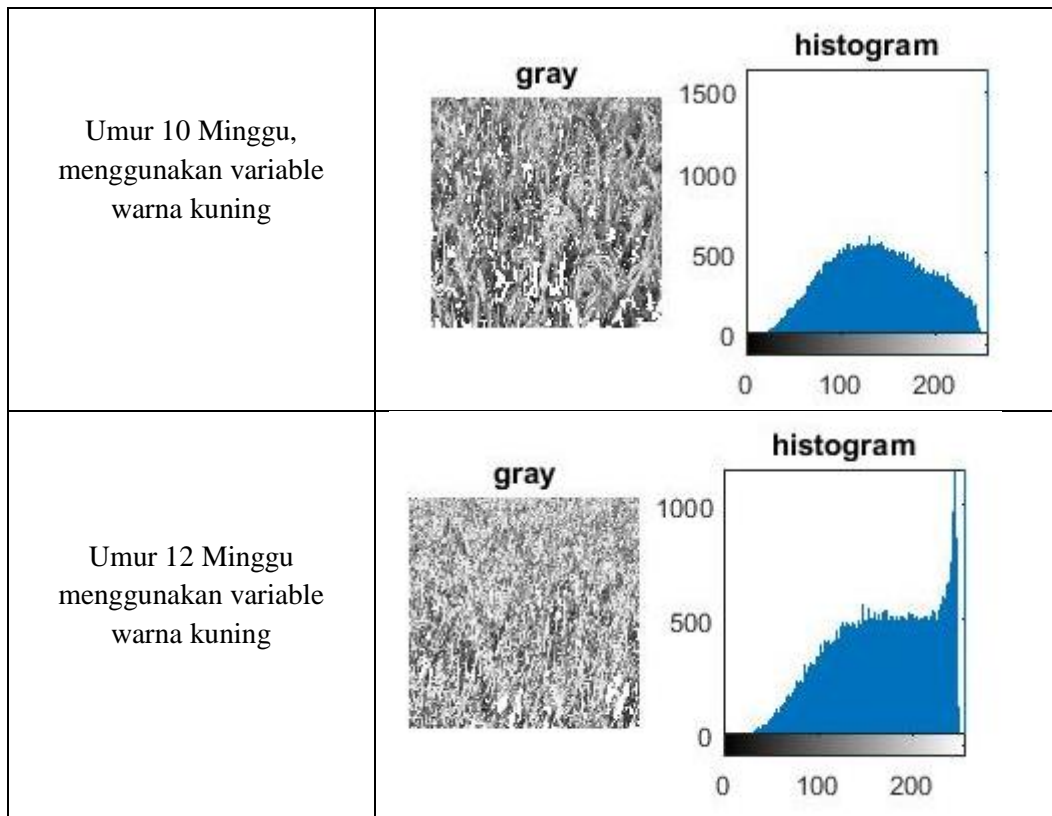 Umur 10 Minggu,
menggunakan variable
warna kuning
gray
histogram
1500
1000
500
0
0 100 200
Umur 12 Minggu
menggunakan variable
warna kuning
gray
histogram
1000
500
0
0 100 200